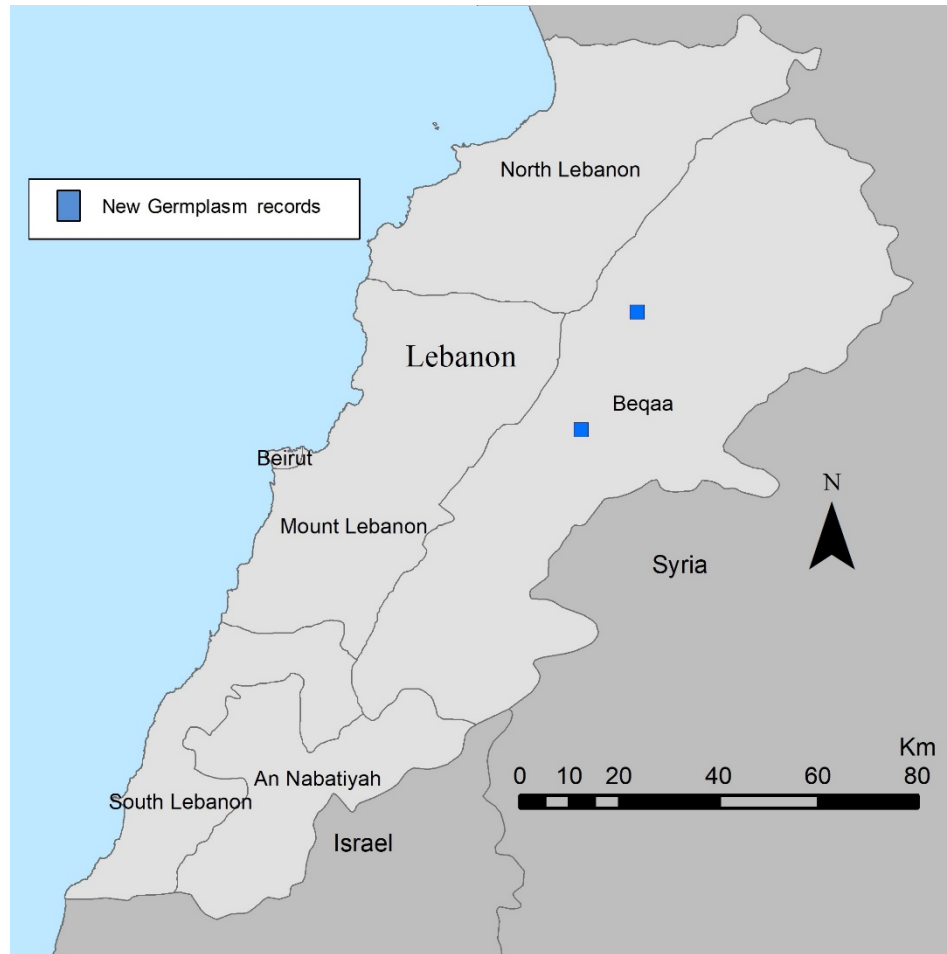 North Lebanon
New Germplasm records
Lebanon
Beqaa
Beirut
N
Mount Lebanon
Syria
Km
An Nabatiyah
0 10 20 40 60 80
South Lebanon
Israel